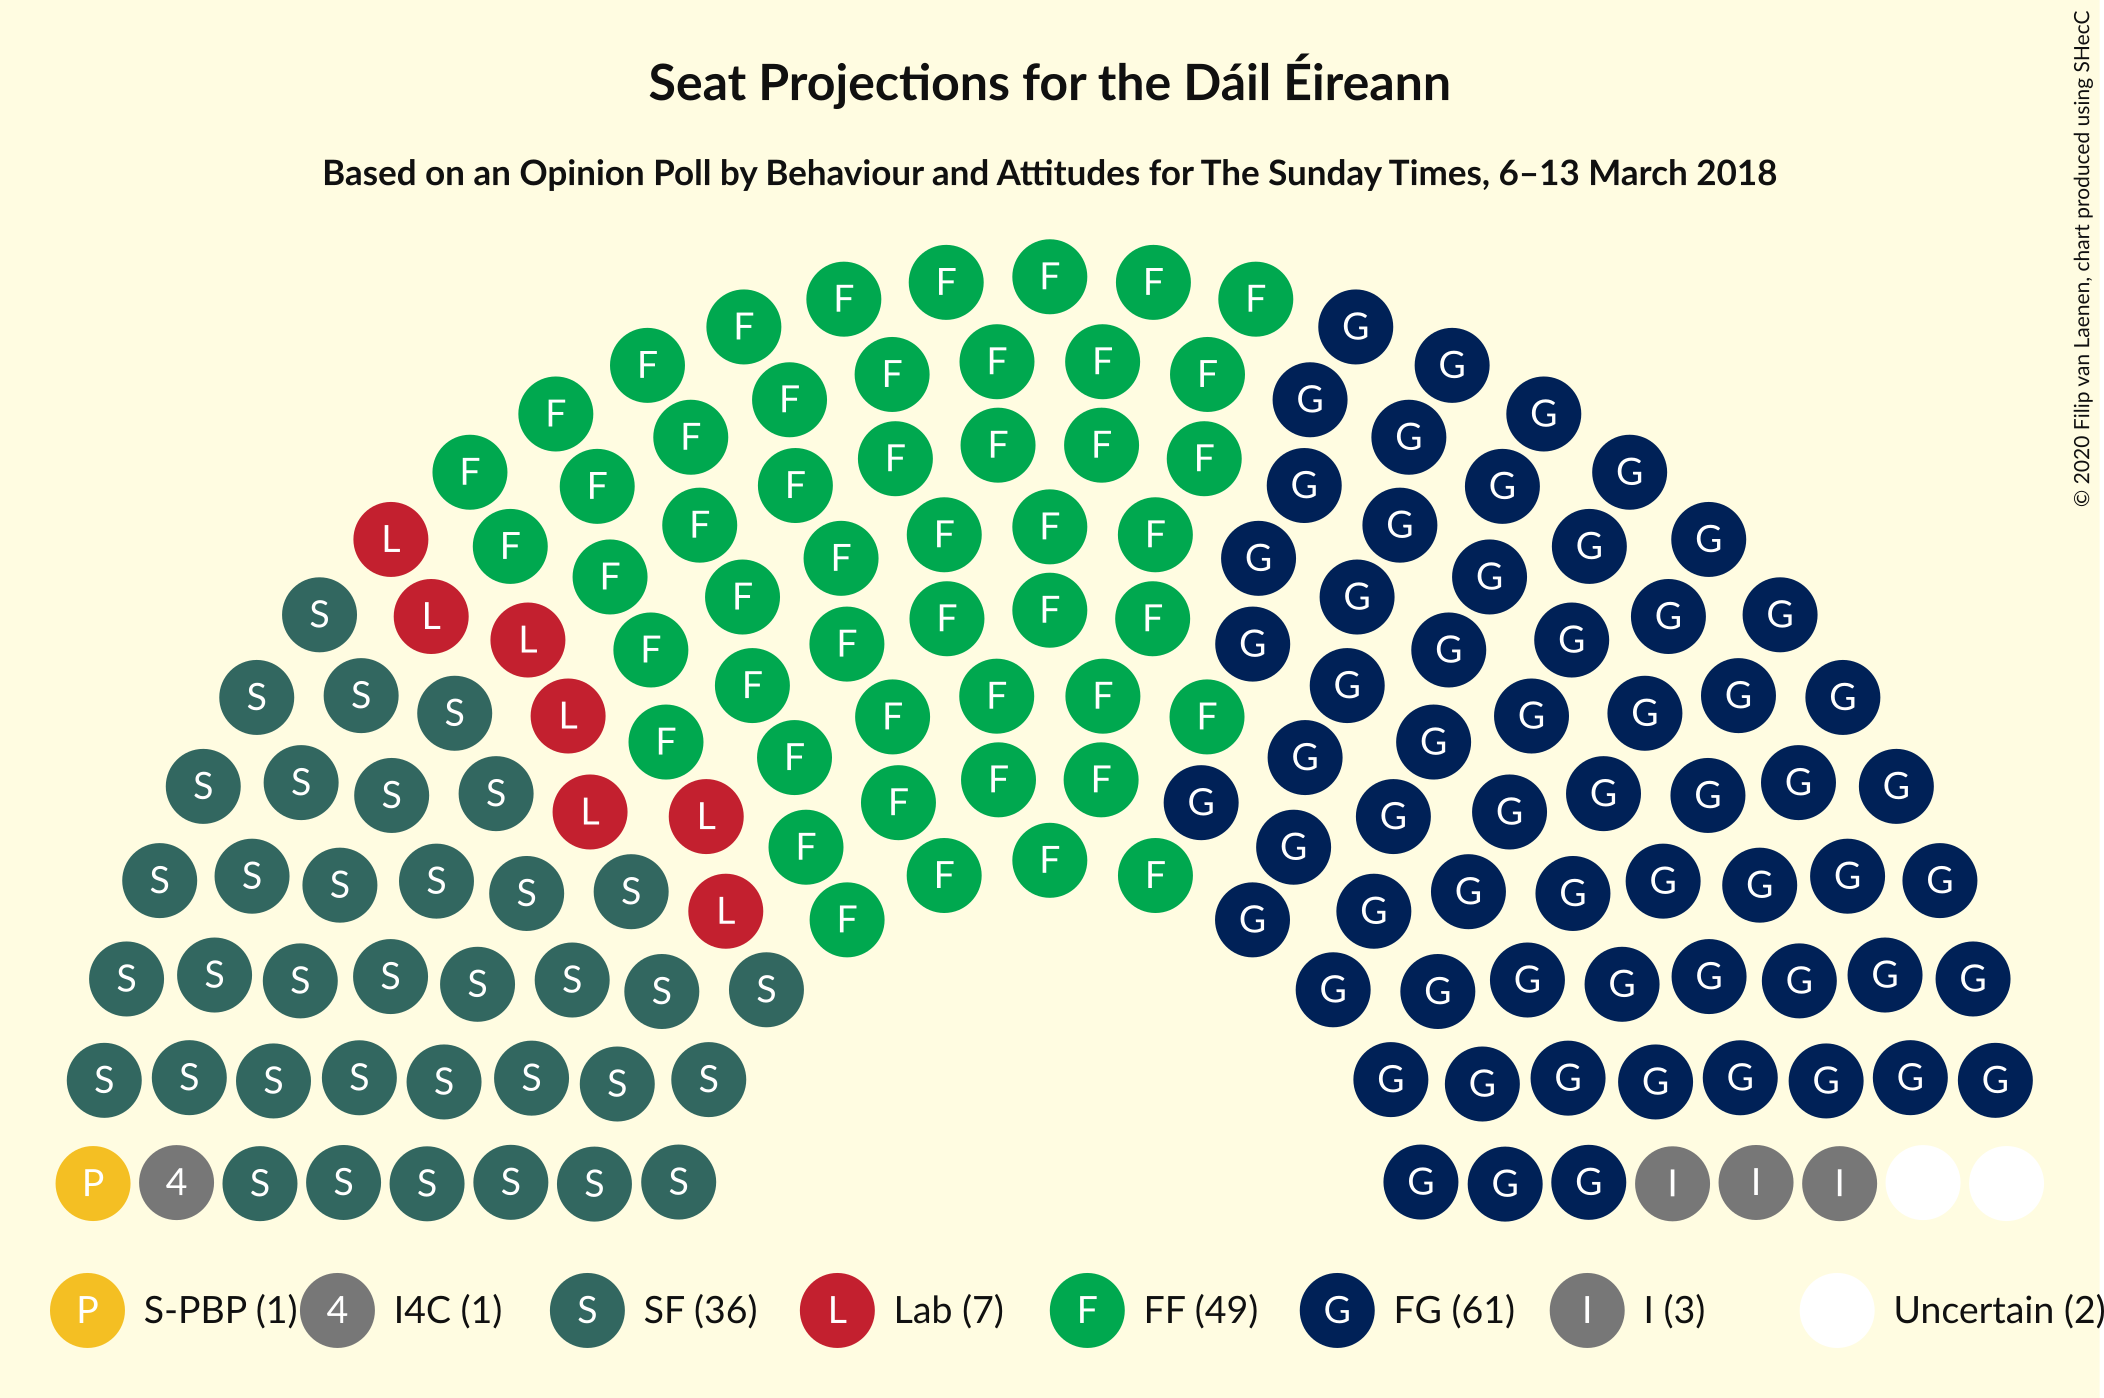 Seat Projections for the Dáil Éireann
Based on an Opinion Poll by Behaviour and Attitudes for The Sunday Times, 6–13 March 2018
© 2020 Filip van Laenen, chart produced using SHecC
F F F F F
F G
F F F F F G
F F G G
F F F F F G
F F F G G G
L F F F F F G G G
F F G G
S L F F F F G G G
L F F G G G
S S S L F F F F F G G G G G
F F G G
S S S S L L F F F G G G G G G G
F G
S S S S S S L F F F G G G G G G G
F G
S S S S S S S S G G G G G G G G
S S S S S S S S G G G G G G G G
P 4 S S S S S S G G G I I I
P S-PBP (1) 4 I4C (1) S SF (36) L Lab (7) F FF (49) G FG (61) I I (3) Uncertain (2)